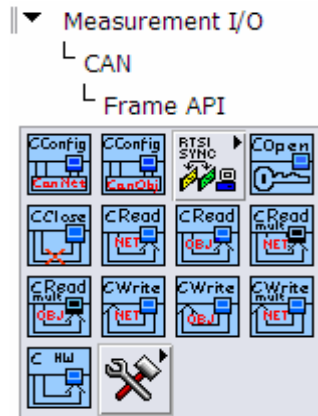 Measurement I/O
CAN
Frame API
CConfig CConfig RTSI COpen
SYNC
CanNet CanObj
CClose CRead CRead CRead
mult
NET OBJ NET
CRead CWrite CWrite CWrite
mult mult
OBJ NET OBJ NET
C HW